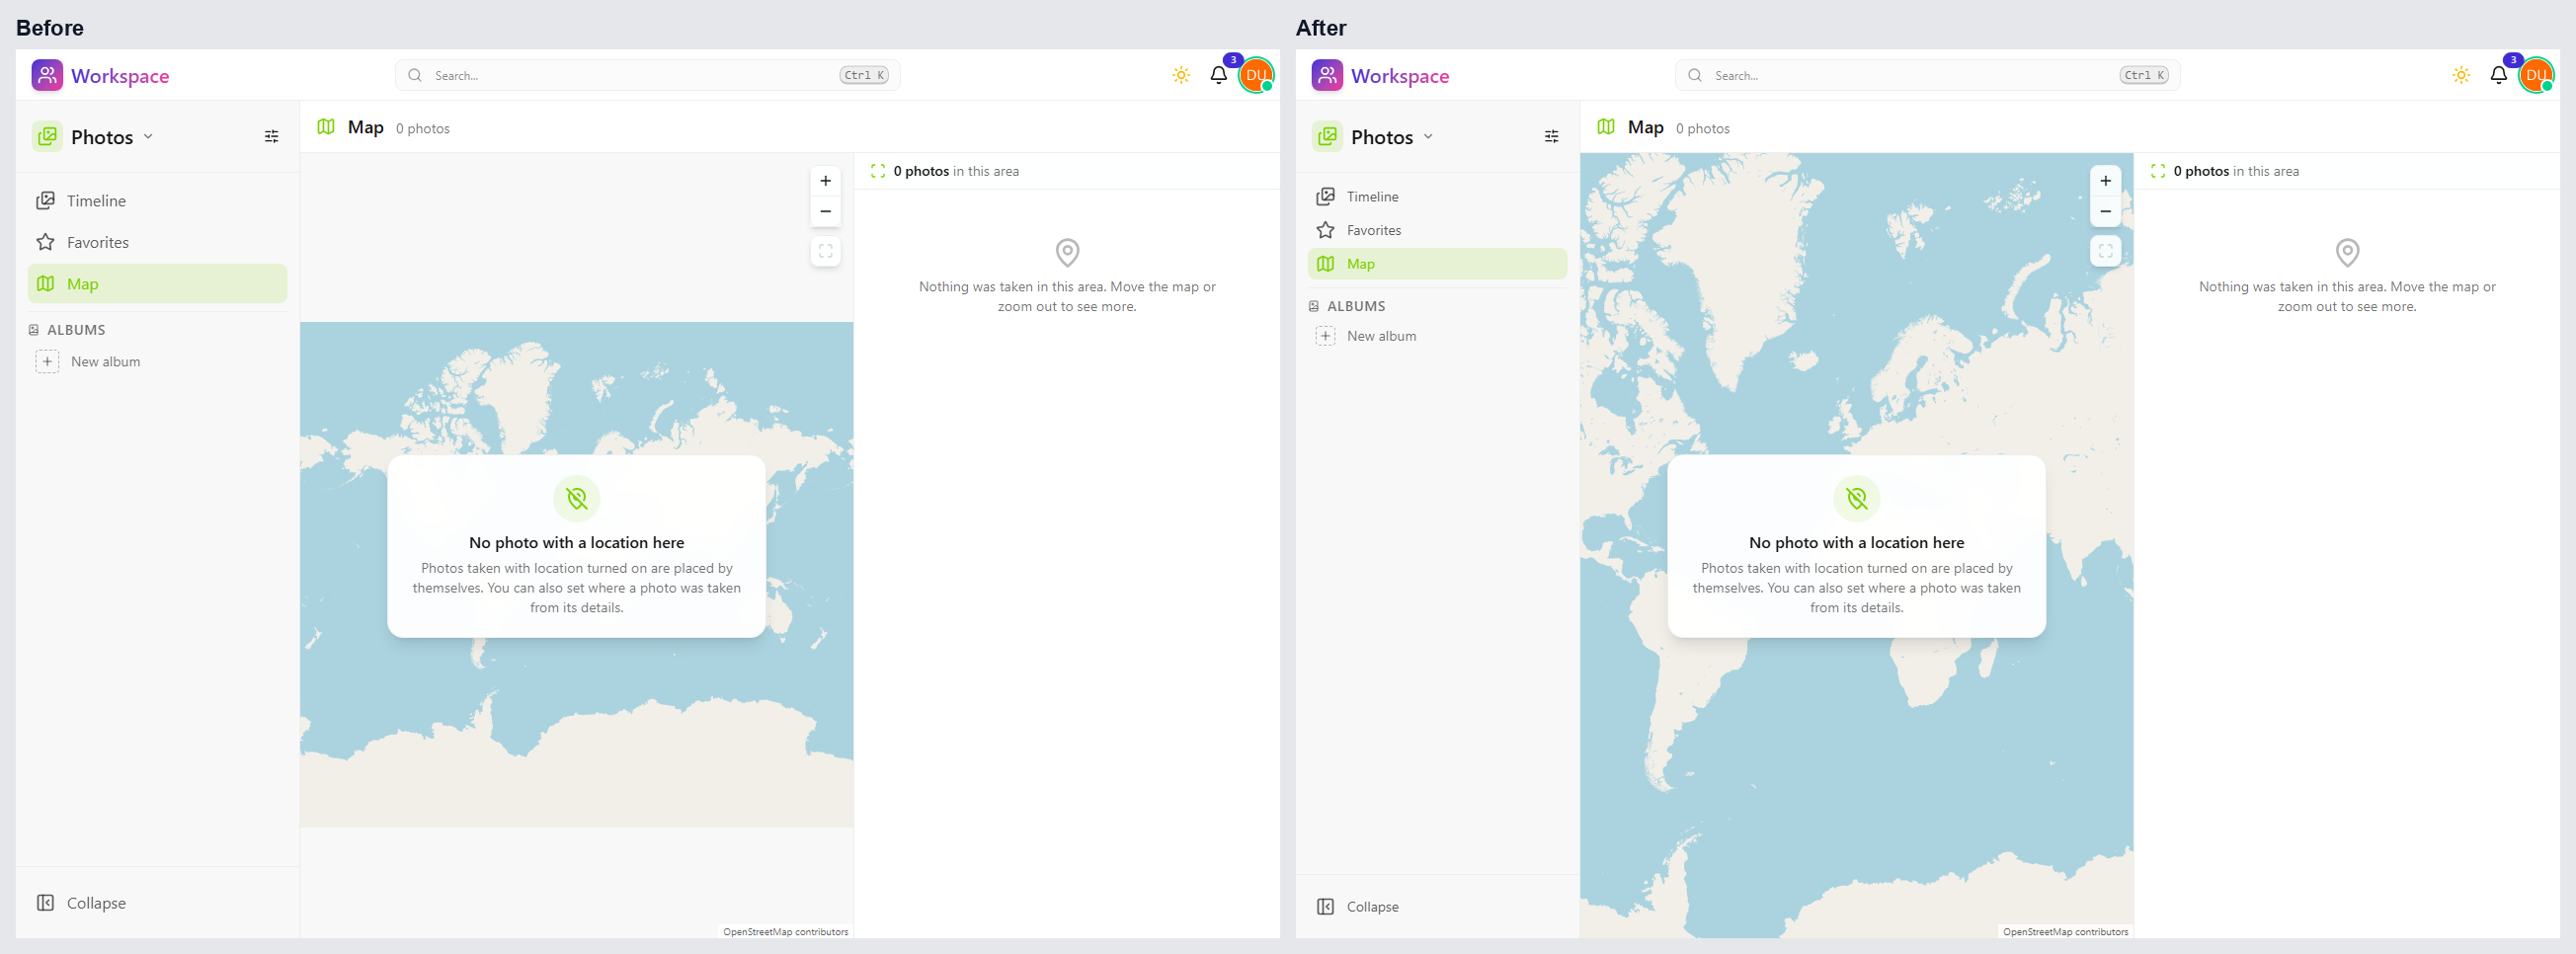 Before
Workspace
Search...
Ctrl K
3
DU
Photos
Map 0 photos
Timeline
Favorites
Map
ALBUMS
New album
Collapse
+
−
0 photos in this area
Nothing was taken in this area. Move the map or
zoom out to see more.
No photo with a location here
Photos taken with location turned on are placed by
themselves. You can also set where a photo was taken
from its details.
OpenStreetMap contributors
After
Workspace
Search...
Ctrl K
3
DU
Photos
Map 0 photos
Timeline
Favorites
Map
ALBUMS
New album
Collapse
+
−
0 photos in this area
Nothing was taken in this area. Move the map or
zoom out to see more.
No photo with a location here
Photos taken with location turned on are placed by
themselves. You can also set where a photo was taken
from its details.
OpenStreetMap contributors